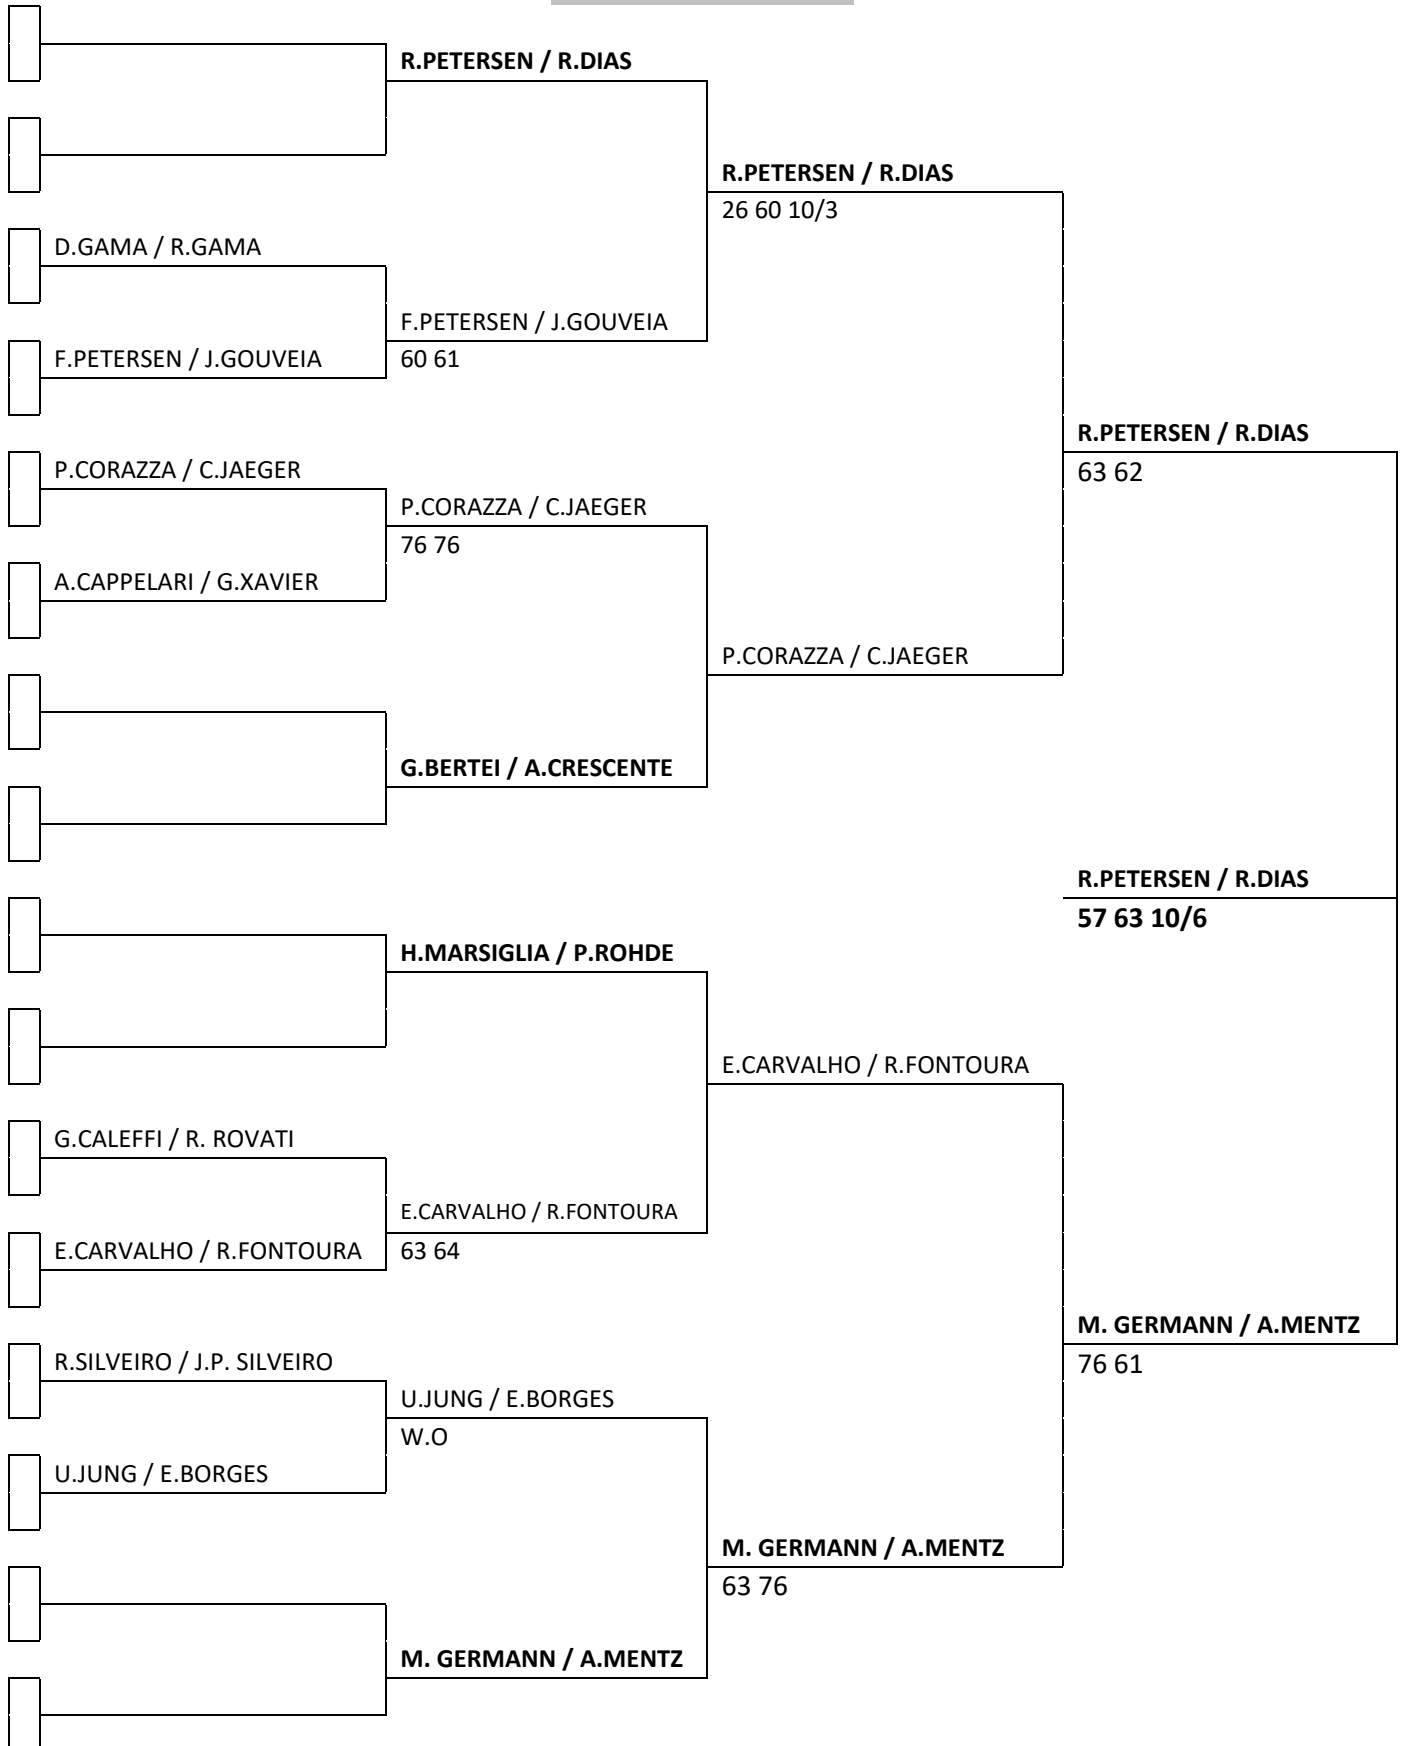 R.PETERSEN / R.DIAS
R.PETERSEN / R.DIAS
26 60 10/3
D.GAMA / R.GAMA
F.PETERSEN / J.GOUVEIA
F.PETERSEN / J.GOUVEIA
60 61
R.PETERSEN / R.DIAS
63 62
P.CORAZZA / C.JAEGER
P.CORAZZA / C.JAEGER
76 76
A.CAPPELARI / G.XAVIER
P.CORAZZA / C.JAEGER
G.BERTEI / A.CRESCENTE
R.PETERSEN / R.DIAS
57 63 10/6
H.MARSIGLIA / P.ROHDE
E.CARVALHO / R.FONTOURA
G.CALEFFI / R. ROVATI
E.CARVALHO / R.FONTOURA
E.CARVALHO / R.FONTOURA
63 64
M. GERMANN / A.MENTZ
76 61
R.SILVEIRO / J.P. SILVEIRO
U.JUNG / E.BORGES
W.O
U.JUNG / E.BORGES
M. GERMANN / A.MENTZ
63 76
M. GERMANN / A.MENTZ